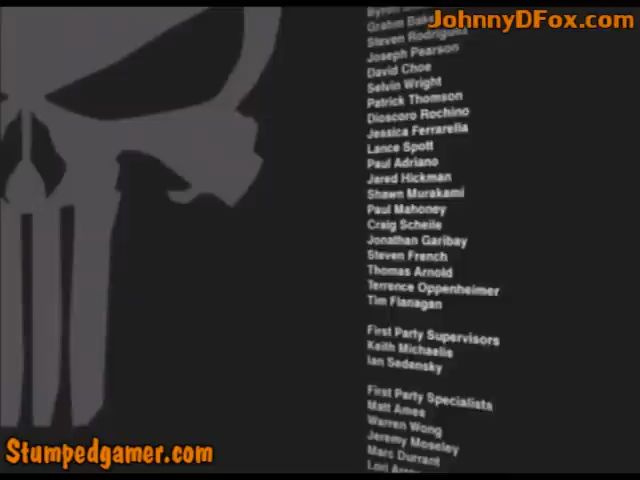 JohnnyDFox.com
Grahm
Steven Rodriguez
Joseph Pearson
David Choe
Selvin Wright
Patrick Thomson
Dioscoro Rochino
Jessica Ferrarella
Lance Spott
Paul Adriano
Jared Hickman
Shawn Murakami
Paul Mahoney
Craig Scheile
Jonathan Garibay
Steven French
Thomas Arnold
Terrence Oppenheimer
Tim Flanagan
First Party Supervisors
Keith Michaelis
Ian Sedensky
First Party Specialists
Matt Ames
Warren Wong
Jeremy Moseley
Marc Durrant
Lori
Stumpedgamer.com